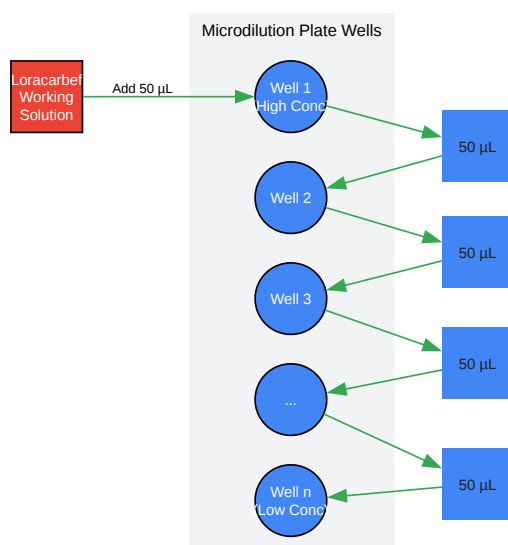 Microdilution Plate Wells
Loracarbef
Working
Solution
Add 50 µL
Well 1
(High Conc)
50 µL
Well 2
50 µL
Well 3
50 µL
...
50 µL
Well n
(Low Conc)